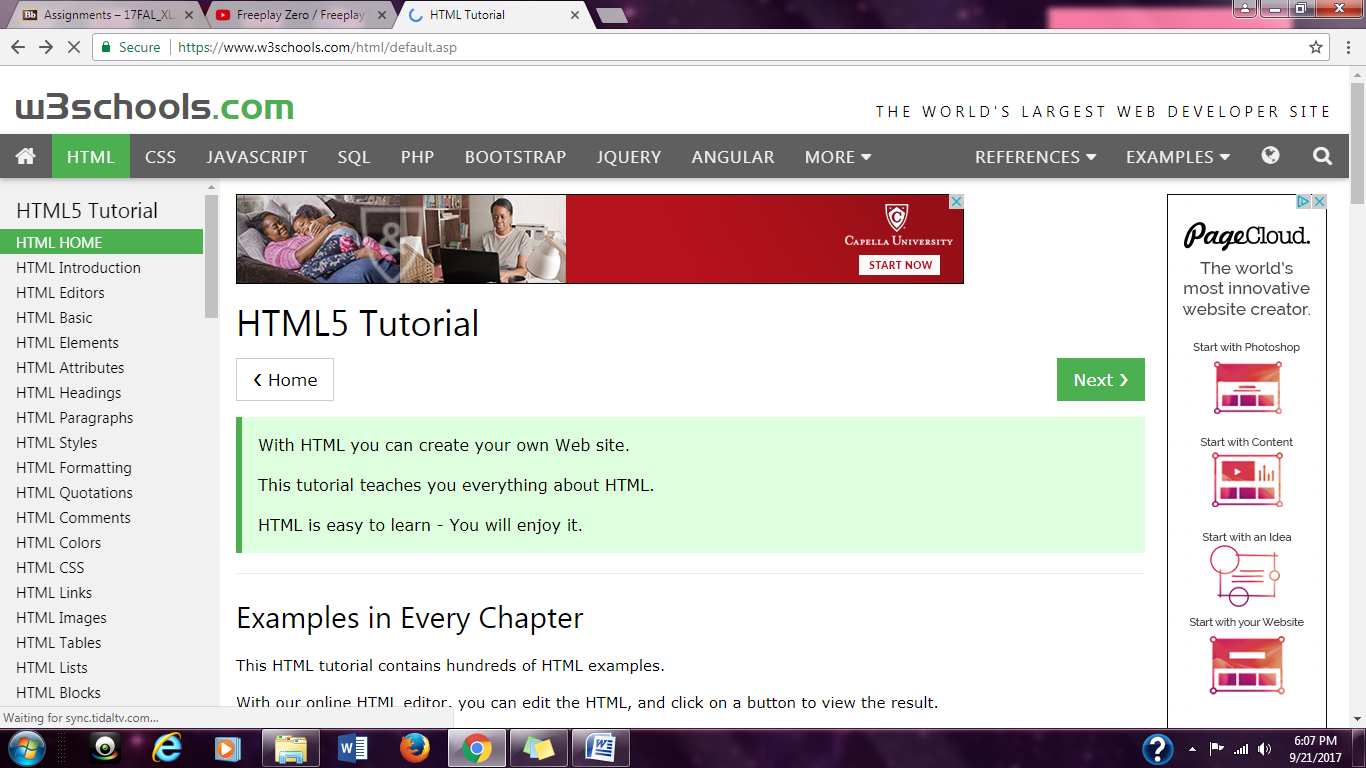 Assignments – 17FAL_XL
Freeplay Zero / Freeplay
HTML Tutorial
Secure https://www.w3schools.com/html/default.asp
w3schools.com
THE WORLD'S LARGEST WEB DEVELOPER SITE
HTML CSS JAVASCRIPT SQL PHP BOOTSTRAP JQUERY ANGULAR MORE REFERENCES EXAMPLES
HTML5 Tutorial
HTML HOME
HTML Introduction
HTML Editors
HTML Basic
HTML Elements
HTML Attributes
HTML Headings
HTML Paragraphs
HTML Styles
HTML Formatting
HTML Quotations
HTML Comments
HTML Colors
HTML CSS
HTML Links
HTML Images
HTML Tables
HTML Lists
HTML Blocks
CAPELLA UNIVERSITY
START NOW
HTML5 Tutorial
❮ Home
Next ❯
With HTML you can create your own Web site.
This tutorial teaches you everything about HTML.
HTML is easy to learn - You will enjoy it.
Examples in Every Chapter
This HTML tutorial contains hundreds of HTML examples.
With our online HTML editor, you can edit the HTML, and click on a button to view the result.
PageCloud.
The world's
most innovative
website creator.
Start with Photoshop
Start with Content
Start with an Idea
Start with your Website
Waiting for sync.tidaltv.com...
6:07 PM
9/21/2017